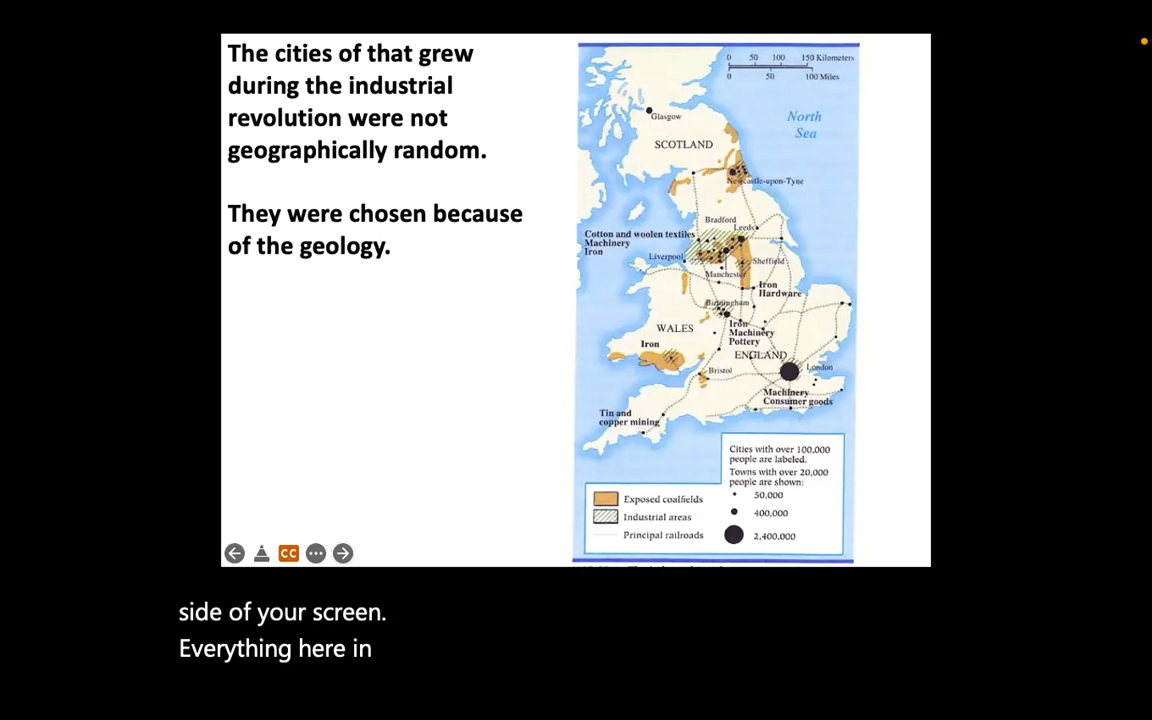 The cities of that grew
during the industrial
revolution were not
geographically random.
They were chosen because
of the geology.
0 50 100 150 Kilometers
0 50 100 Miles
North
Sea
Glasgow
SCOTLAND
Newcastle-upon-Tyne
Bradford
Leeds
Cotton and woolen textiles
Machinery
Iron
Liverpool
Sheffield
Manchester
Iron
Hardware
Birmingham
WALES
Iron
Machinery
Pottery
Iron
ENGLAND
London
Bristol
Machinery
Consumer goods
Tin and
copper mining
Cities with over 100,000
people are labeled.
Towns with over 20,000
people are shown:
50,000
400,000
2,400,000
Exposed coalfields
Industrial areas
Principal railroads
CC
side of your screen.
Everything here in